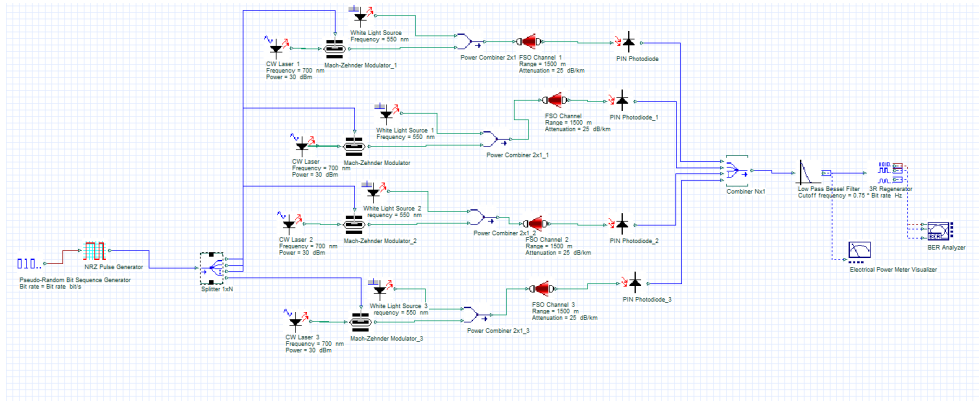 White Light Source
Frequency = 550 nm
CW Laser 1
Frequency = 700 nm
Power = 30 dBm
Mach-Zehnder Modulator_1
Power Combiner 2x1
FSO Channel 1
Range = 1500 m
Attenuation = 25 dB/km
PIN Photodiode
White Light Source 1
Frequency = 550 nm
CW Laser
Frequency = 700 nm
Power = 30 dBm
Mach-Zehnder Modulator
Power Combiner 2x1_1
FSO Channel
Range = 1500 m
Attenuation = 25 dB/km
PIN Photodiode_1
White Light Source 2
requency = 550 nm
CW Laser 2
Frequency = 700 nm
Power = 30 dBm
Mach-Zehnder Modulator_2
Power Combiner 2x1_2
FSO Channel 2
Range = 1500 m
Attenuation = 25 dB/km
PIN Photodiode_2
White Light Source 3
requency = 550 nm
CW Laser 3
Frequency = 700 nm
Power = 30 dBm
Mach-Zehnder Modulator_3
Power Combiner 2x1_3
FSO Channel 3
Range = 1500 m
Attenuation = 25 dB/km
PIN Photodiode_3
NRZ Pulse Generator
Pseudo-Random Bit Sequence Generator
Bit rate = Bit rate bit/s
Splitter 1xN
Combiner Nx1
Low Pass Bessel Filter
Cutoff frequency = 0.75 * Bit rate Hz
3R Regenerator
BER Analyzer
Electrical Power Meter Visualizer